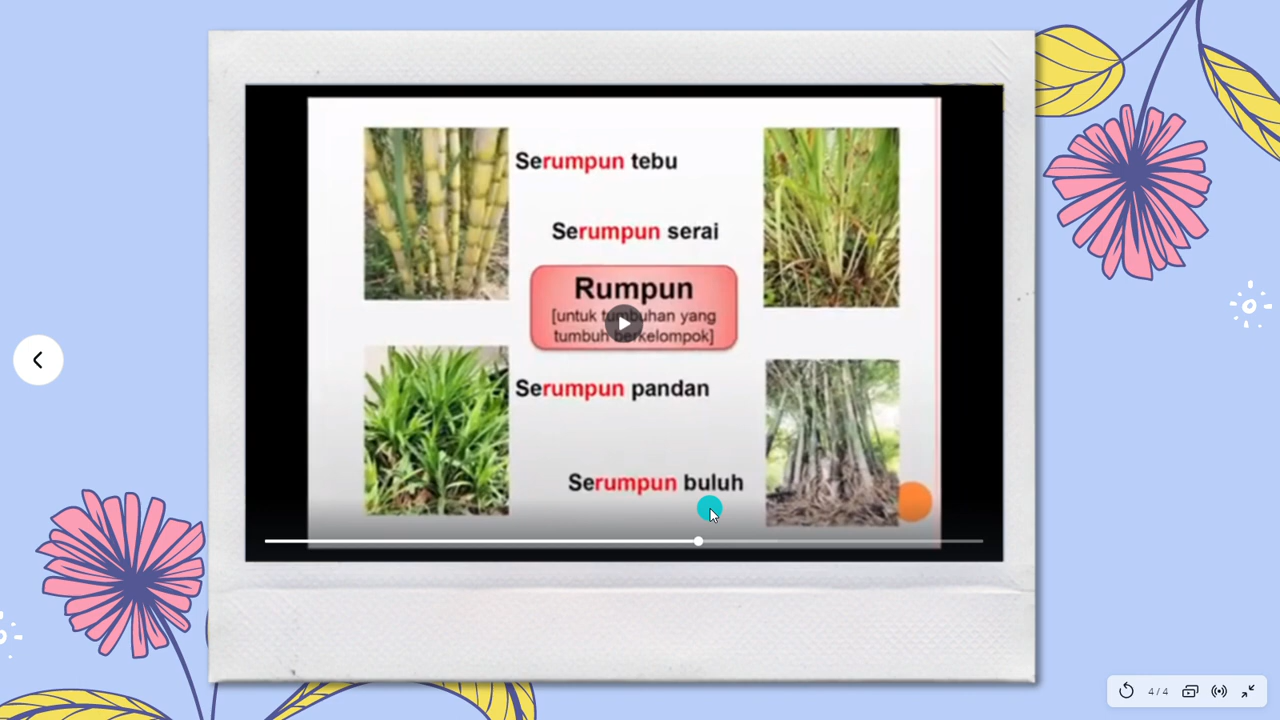 Serumpun tebu
Serumpun serai
Rumpun
[untuk tumbuhan yang
tumbuh berkelompok]
Serumpun pandan
Serumpun buluh
4 / 4